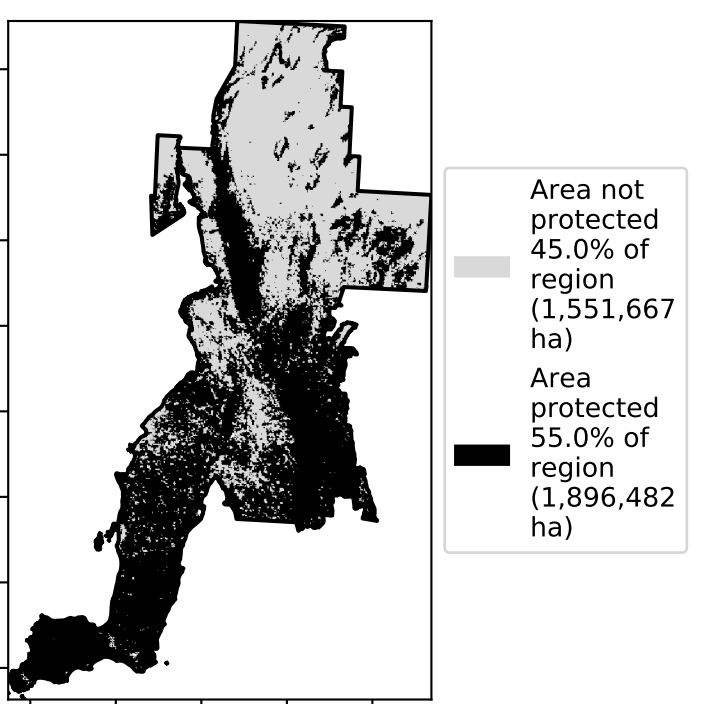 Area not
protected
45.0% of
region
(1,551,667
ha)
Area
protected
55.0% of
region
(1,896,482
ha)